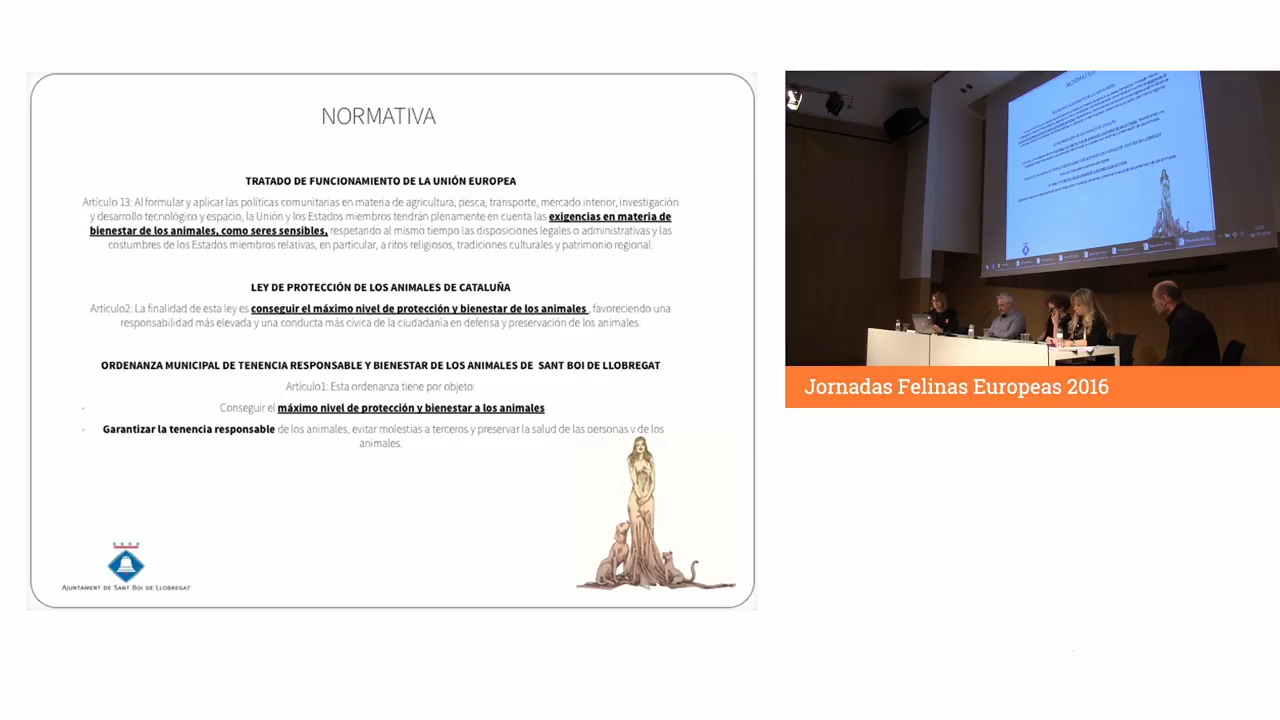 NORMATIVA
TRATADO DE FUNCIONAMIENTO DE LA UNIÓN EUROPEA
Artículo 13: Al formular y aplicar las políticas comunitarias en materia de agricultura, pesca, transporte, mercado interior, investigación
y desarrollo tecnológico y espacio, la Unión y los Estados miembros tendrán plenamente en cuenta las exigencias en materia de
bienestar de los animales, como seres sensibles, respetando al mismo tiempo las disposiciones legales o administrativas y las
costumbres de los Estados miembros relativas, en particular, a ritos religiosos, tradiciones culturales y patrimonio regional.
LEY DE PROTECCIÓN DE LOS ANIMALES DE CATALUÑA
Artículo2: La finalidad de esta ley es conseguir el máximo nivel de protección y bienestar de los animales , favoreciendo una
responsabilidad más elevada y una conducta más cívica de la ciudadanía en defensa y preservación de los animales.
ORDENANZA MUNICIPAL DE TENENCIA RESPONSABLE Y BIENESTAR DE LOS ANIMALES DE SANT BOI DE LLOBREGAT
Artículo1: Esta ordenanza tiene por objeto:
· Conseguir el máximo nivel de protección y bienestar a los animales
· Garantizar la tenencia responsable de los animales, evitar molestias a terceros y preservar la salud de las personas y de los
animales.
AJUNTAMENT DE SANT BOI DE LLOBREGAT
NORMATIVA
Jornadas Felinas Europeas 2016